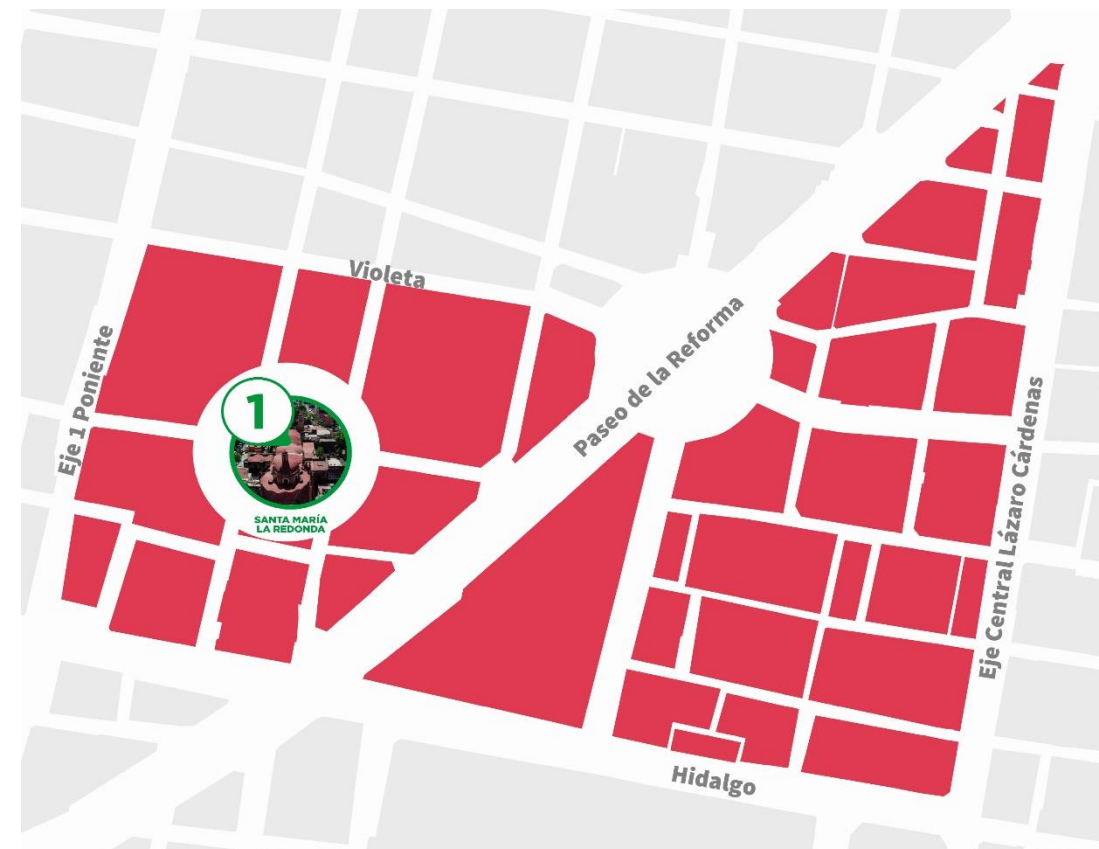 Violeta
Eje 1 Poniente
1
SANTA MARÍA
LA REDONDA
Paseo de la Reforma
Eje Central Lázaro Cárdenas
Hidalgo